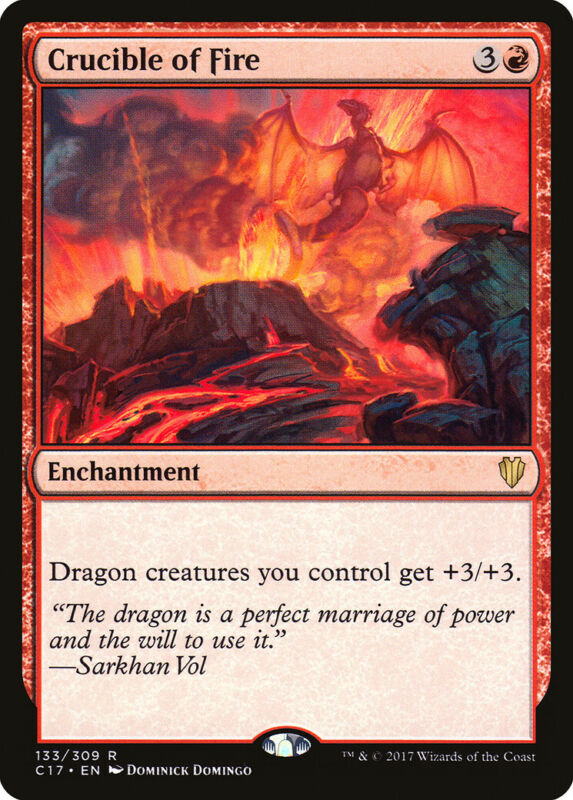 Crucible of Fire 3
Enchantment
Dragon creatures you control get +3/+3.
“The dragon is a perfect marriage of power
and the will to use it.”
—Sarkhan Vol
133/309 R
™ & © 2017 Wizards of the Coast
C17 • EN Dominick Domingo